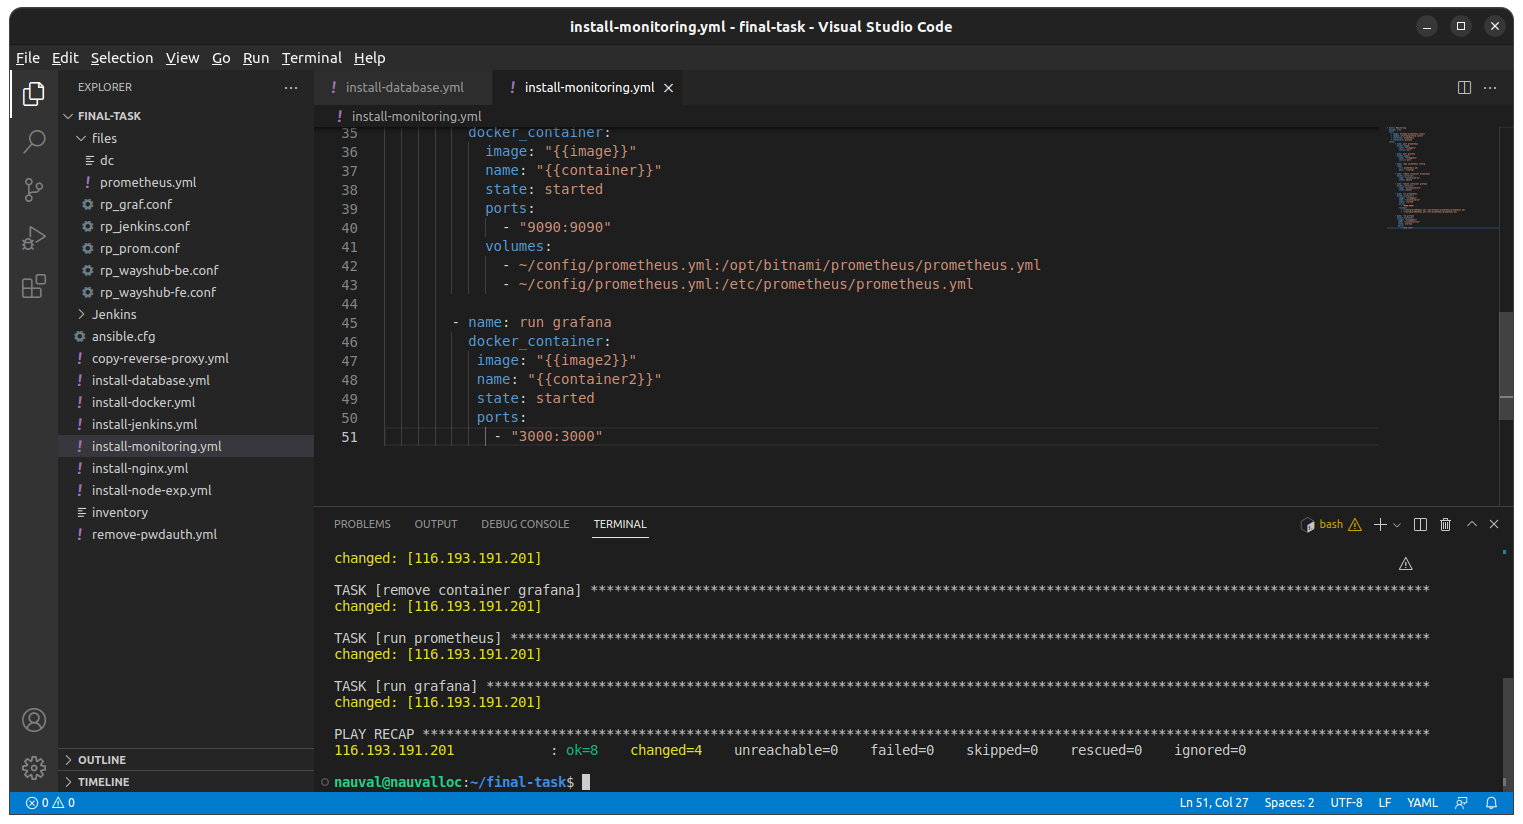 install-monitoring.yml - final-task - Visual Studio Code
File Edit Selection View Go Run Terminal Help
EXPLORER
FINAL-TASK
files
dc
prometheus.yml
rp_graf.conf
rp_jenkins.conf
rp_prom.conf
rp_wayshub-be.conf
rp_wayshub-fe.conf
Jenkins
ansible.cfg
copy-reverse-proxy.yml
install-database.yml
install-docker.yml
install-jenkins.yml
install-monitoring.yml
install-nginx.yml
install-node-exp.yml
inventory
remove-pwdauth.yml
OUTLINE
TIMELINE
install-database.yml install-monitoring.yml
install-monitoring.yml
35 docker_container:
36 image: "{{image}}"
37 name: "{{container}}"
38 state: started
39 ports:
40 - "9090:9090"
41 volumes:
42 - ~/config/prometheus.yml:/opt/bitnami/prometheus/prometheus.yml
43 - ~/config/prometheus.yml:/etc/prometheus/prometheus.yml
44
45 - name: run grafana
46 docker_container:
47 image: "{{image2}}"
48 name: "{{container2}}"
49 state: started
50 ports:
51 - "3000:3000"
PROBLEMS OUTPUT DEBUG CONSOLE TERMINAL bash
changed: [116.193.191.201]
TASK [remove container grafana] *********************************************************************************************************
changed: [116.193.191.201]
TASK [run prometheus] *******************************************************************************************************************
changed: [116.193.191.201]
TASK [run grafana] **********************************************************************************************************************
changed: [116.193.191.201]
PLAY RECAP ******************************************************************************************************************************
116.193.191.201 : ok=8 changed=4 unreachable=0 failed=0 skipped=0 rescued=0 ignored=0
nauval@nauvalloc:~/final-task$
0 0 Ln 51, Col 27 Spaces: 2 UTF-8 LF YAML